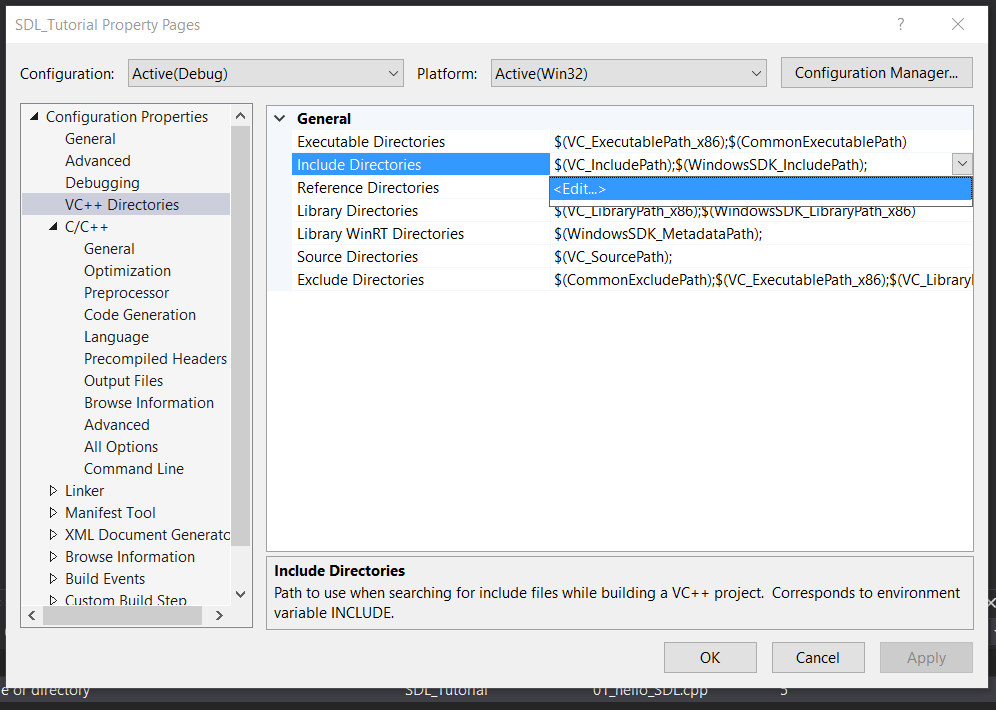 SDL_Tutorial Property Pages ?
Configuration: Active(Debug) Platform: Active(Win32) Configuration Manager...
Configuration Properties
General
Advanced
Debugging
VC++ Directories
C/C++
General
Optimization
Preprocessor
Code Generation
Language
Precompiled Headers
Output Files
Browse Information
Advanced
All Options
Command Line
Linker
Manifest Tool
XML Document Generato
Browse Information
Build Events
Custom Build Step
General
Executable Directories $(VC_ExecutablePath_x86);$(CommonExecutablePath)
Include Directories $(VC_IncludePath);$(WindowsSDK_IncludePath);
<Edit...>
Reference Directories
Library Directories $(VC_LibraryPath_x86);$(WindowsSDK_LibraryPath_x86)
Library WinRT Directories $(WindowsSDK_MetadataPath);
Source Directories $(VC_SourcePath);
Exclude Directories $(CommonExcludePath);$(VC_ExecutablePath_x86);$(VC_Library
Include Directories
Path to use when searching for include files while building a VC++ project. Corresponds to environment
variable INCLUDE.
OK Cancel Apply
e or directory SDL_Tutorial 01_hello_SDL.cpp 5